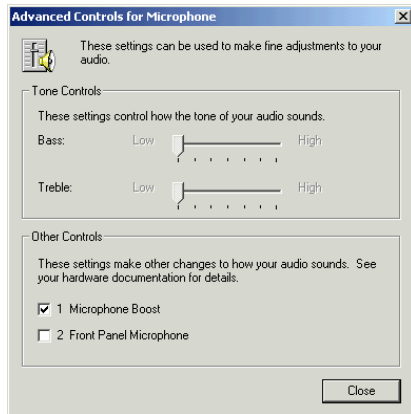 Advanced Controls for Microphone
These settings can be used to make fine adjustments to your
audio.
Tone Controls
These settings control how the tone of your audio sounds.
Bass: Low High
Treble: Low High
Other Controls
These settings make other changes to how your audio sounds. See
your hardware documentation for details.
1 Microphone Boost
2 Front Panel Microphone
Close